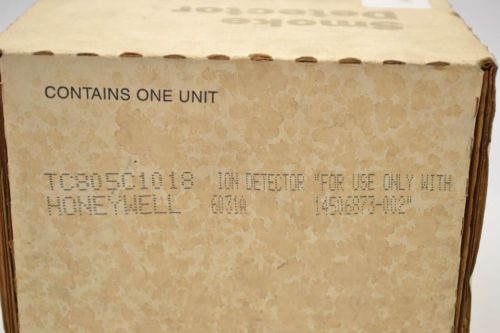 Smoke
Detector
CONTAINS ONE UNIT
TC805C1018 ION DETECTOR "FOR USE ONLY WITH
HONEYWELL 6031A 14506873-002"